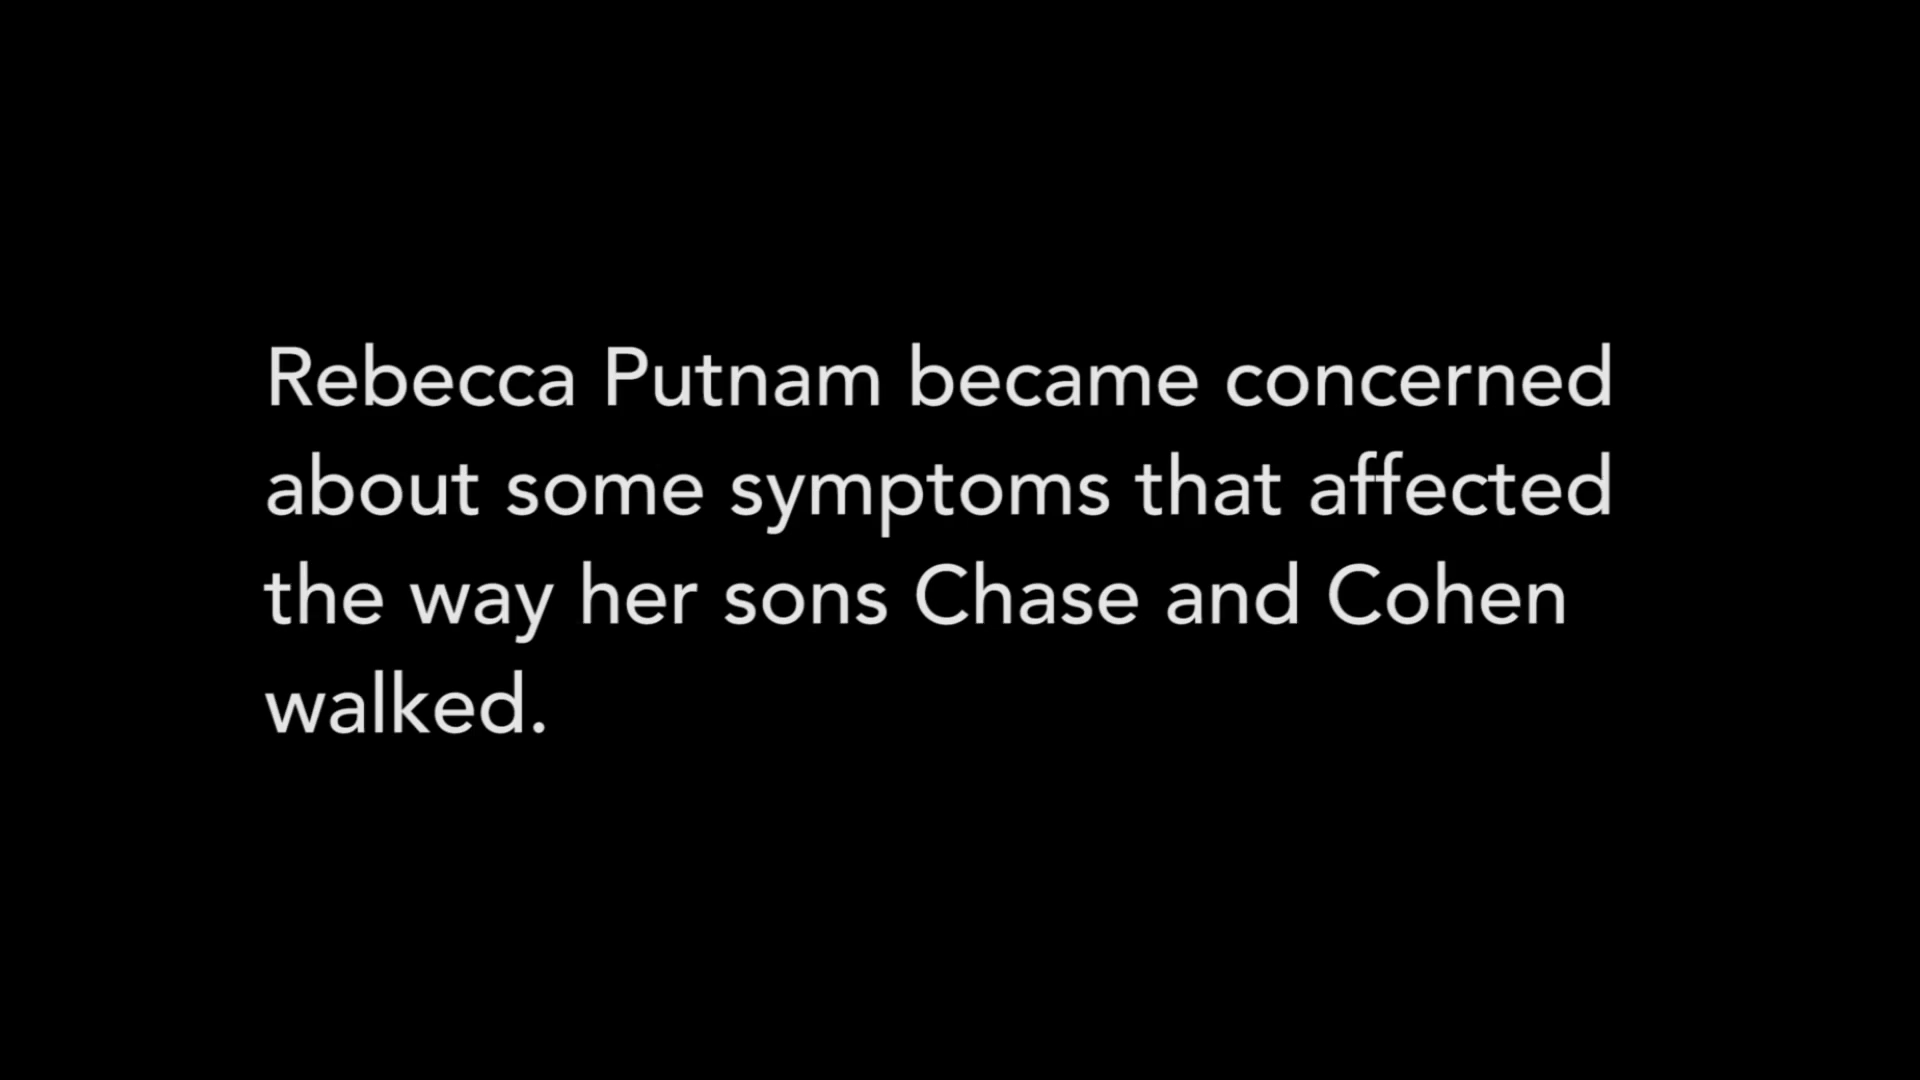 Rebecca Putnam became concerned
about some symptoms that affected
the way her sons Chase and Cohen
walked.